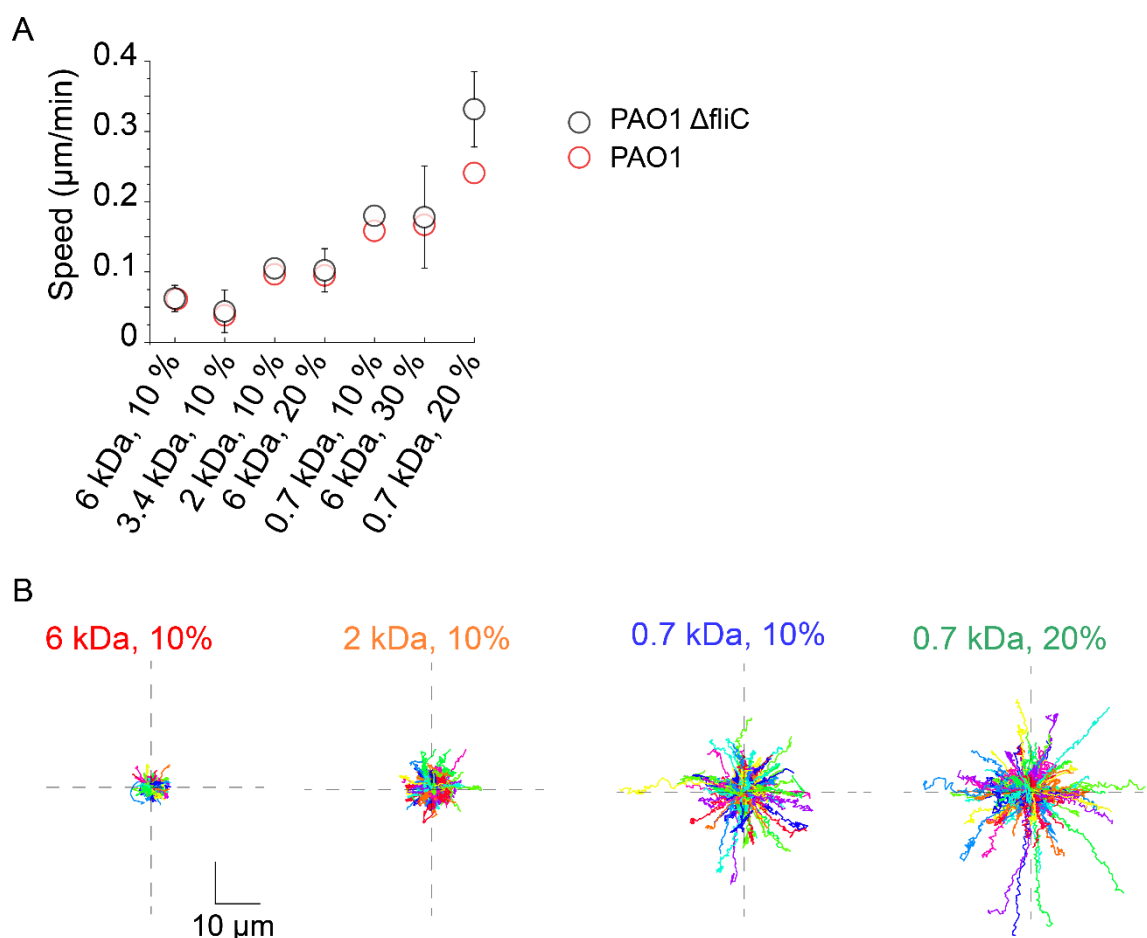 A
Speed (µm/min)
0.4
0.3
0.2
0.1
0
6 kDa, 10 %
3.4 kDa, 10 %
2 kDa, 10 %
6 kDa, 20 %
0.7 kDa, 10 %
6 kDa, 30 %
0.7 kDa, 20 %
PAO1 ΔfliC
PAO1
B
6 kDa, 10%
2 kDa, 10%
0.7 kDa, 10%
0.7 kDa, 20%
10 µm